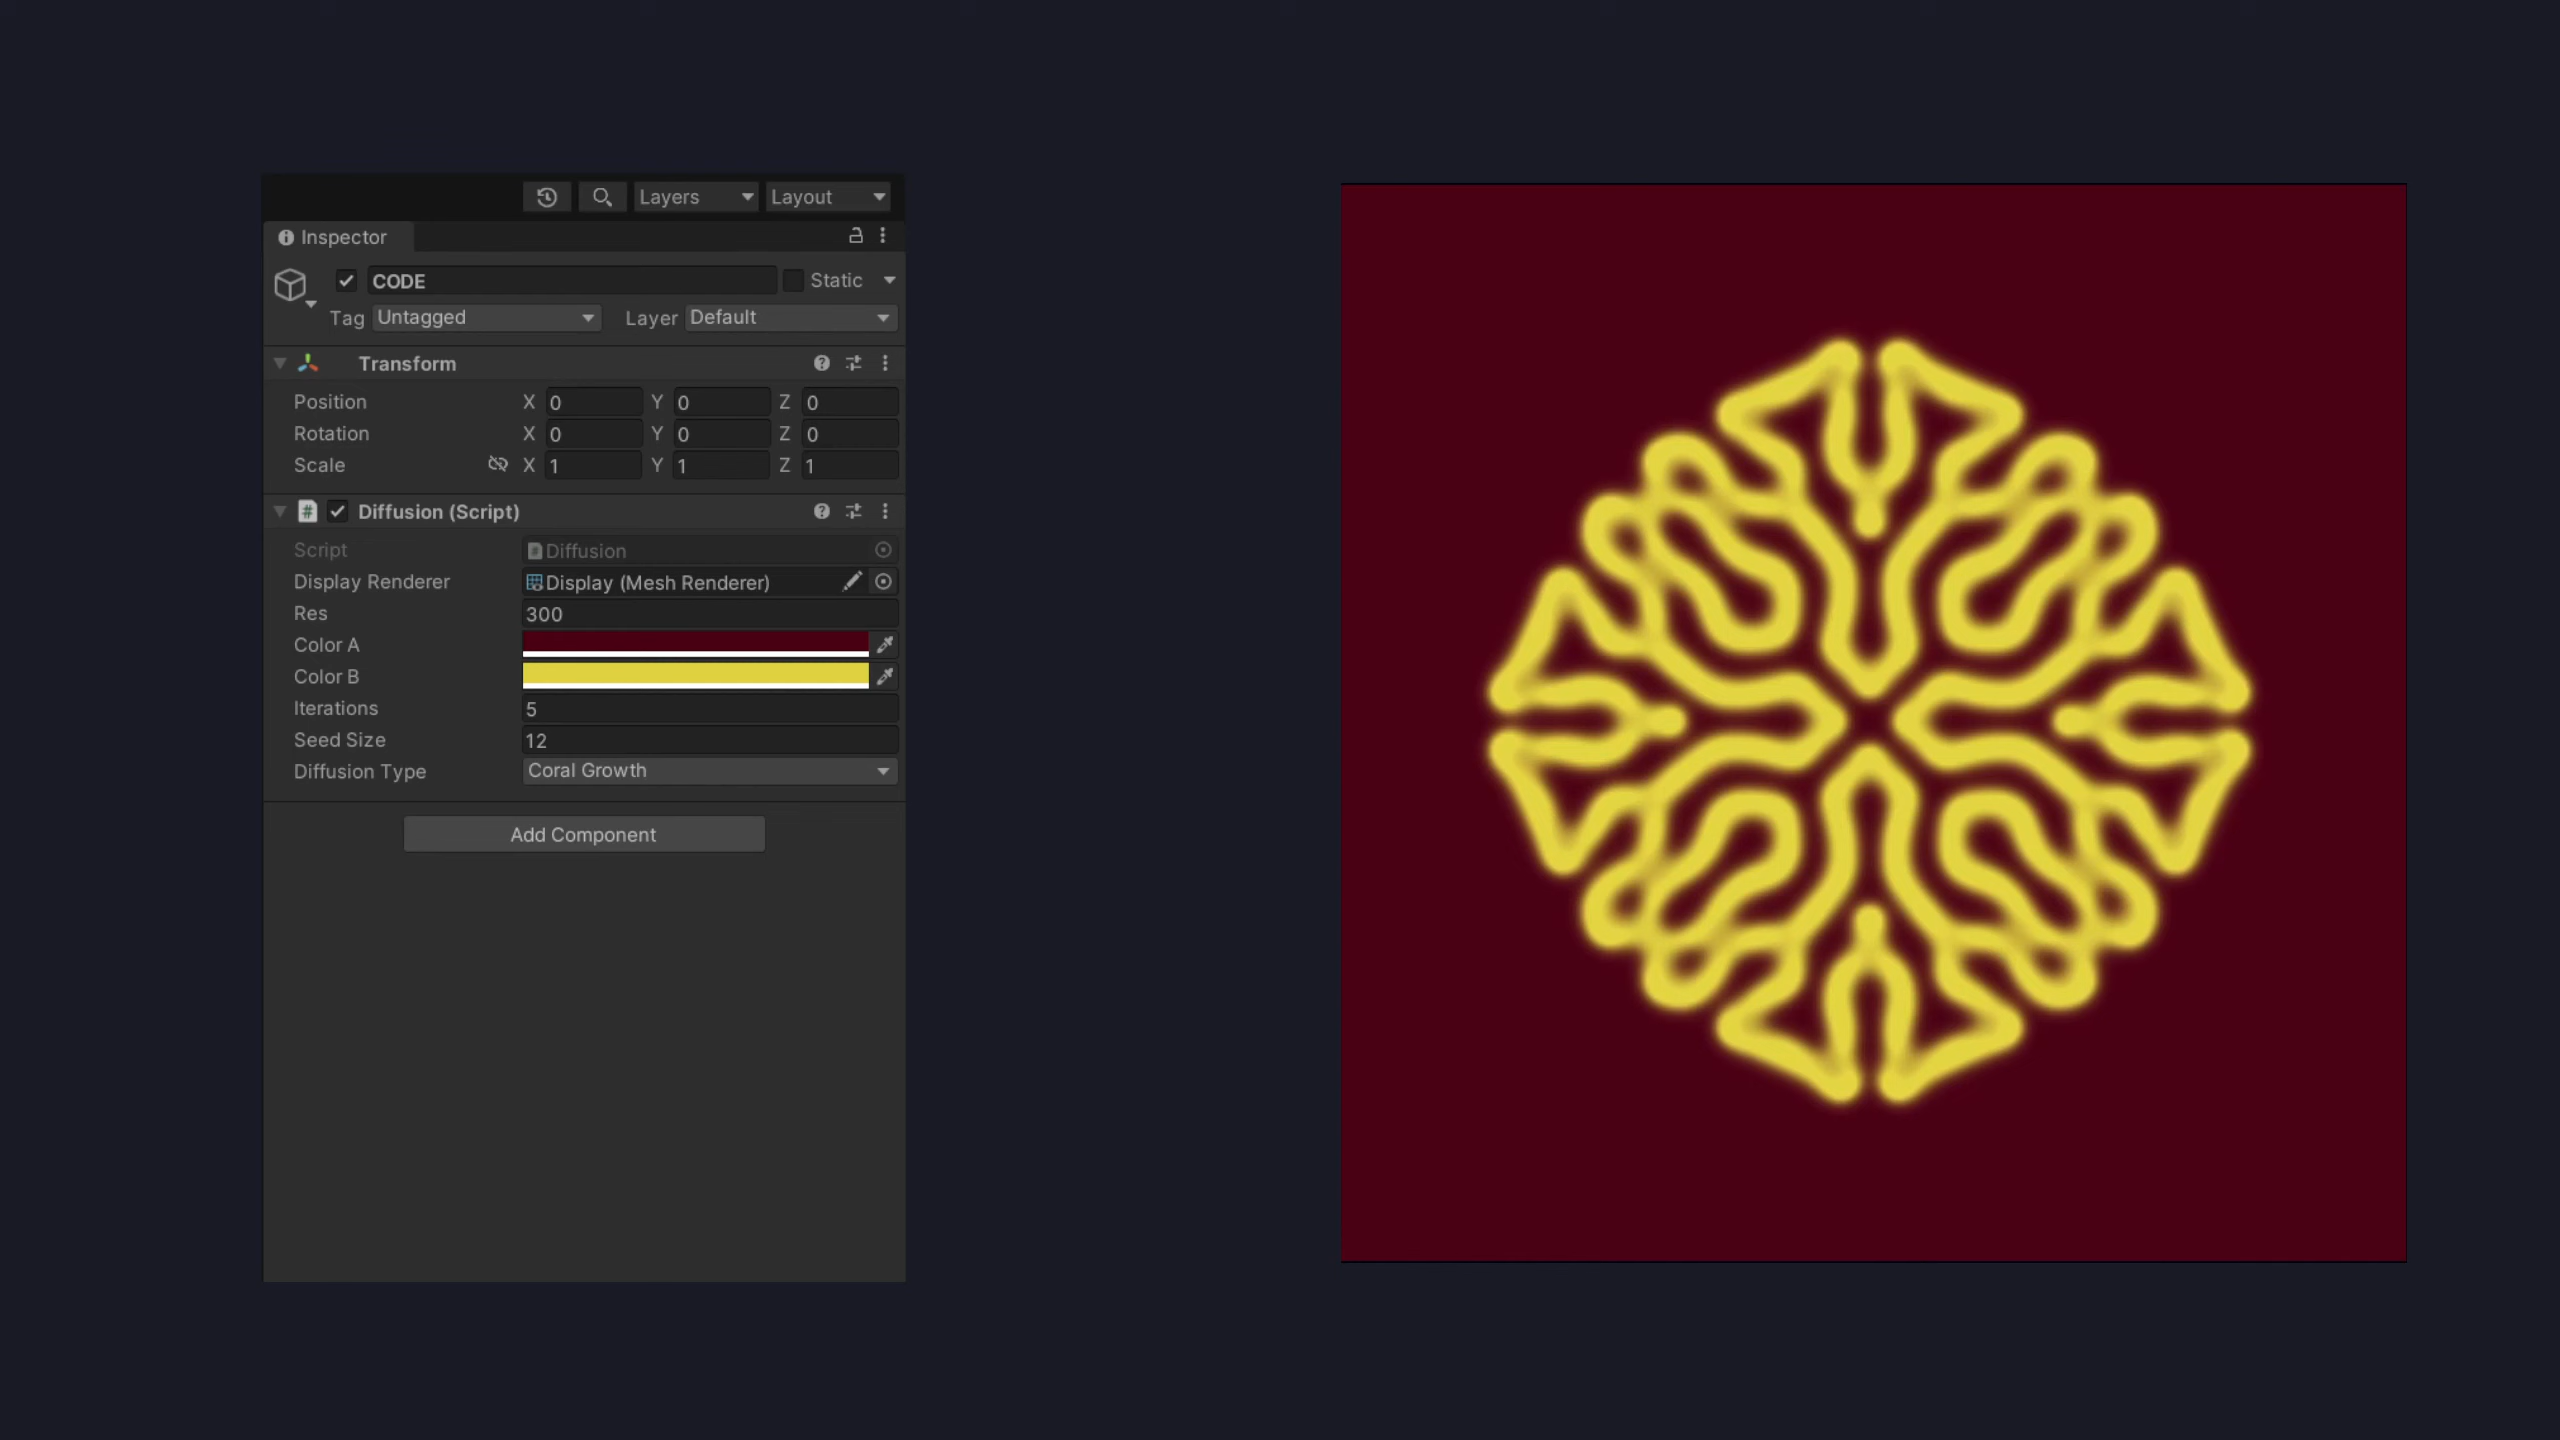 Layers Layout
Inspector
CODE Static
Tag Untagged Layer Default
Transform
Position X 0 Y 0 Z 0
Rotation X 0 Y 0 Z 0
Scale X 1 Y 1 Z 1
# Diffusion (Script)
Script Diffusion
Display Renderer Display (Mesh Renderer)
Res 300
Color A
Color B
Iterations 5
Seed Size 12
Diffusion Type Coral Growth
Add Component